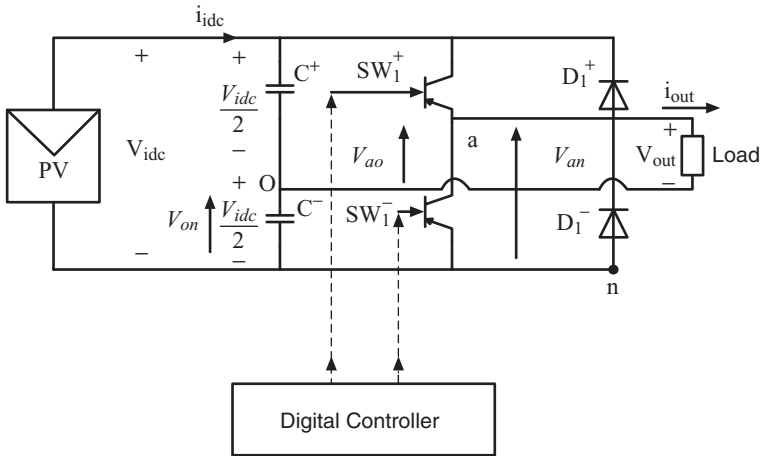 i_idc
+ + C⁺ SW₁⁺ D₁⁺ i_out
V_idc/2
PV V_idc − V_ao a V_an + V_out Load
+ O −
V_on V_idc/2 C⁻ SW₁⁻ D₁⁻
− −
n
Digital Controller